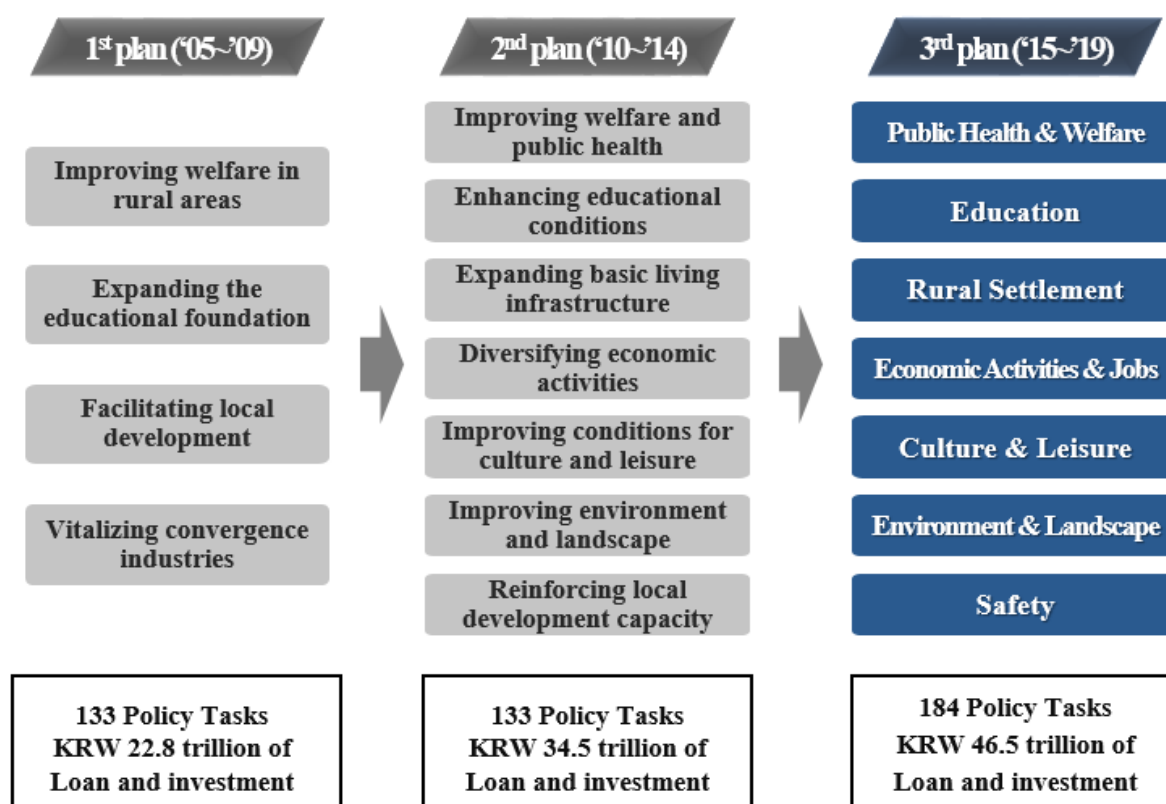 1st plan (‘05~’09)
Improving welfare in
rural areas
Expanding the
educational foundation
Facilitating local
development
Vitalizing convergence
industries
133 Policy Tasks
KRW 22.8 trillion of
Loan and investment
2nd plan (‘10~’14)
Improving welfare and
public health
Enhancing educational
conditions
Expanding basic living
infrastructure
Diversifying economic
activities
Improving conditions for
culture and leisure
Improving environment
and landscape
Reinforcing local
development capacity
133 Policy Tasks
KRW 34.5 trillion of
Loan and investment
3rd plan (‘15~’19)
Public Health & Welfare
Education
Rural Settlement
Economic Activities & Jobs
Culture & Leisure
Environment & Landscape
Safety
184 Policy Tasks
KRW 46.5 trillion of
Loan and investment